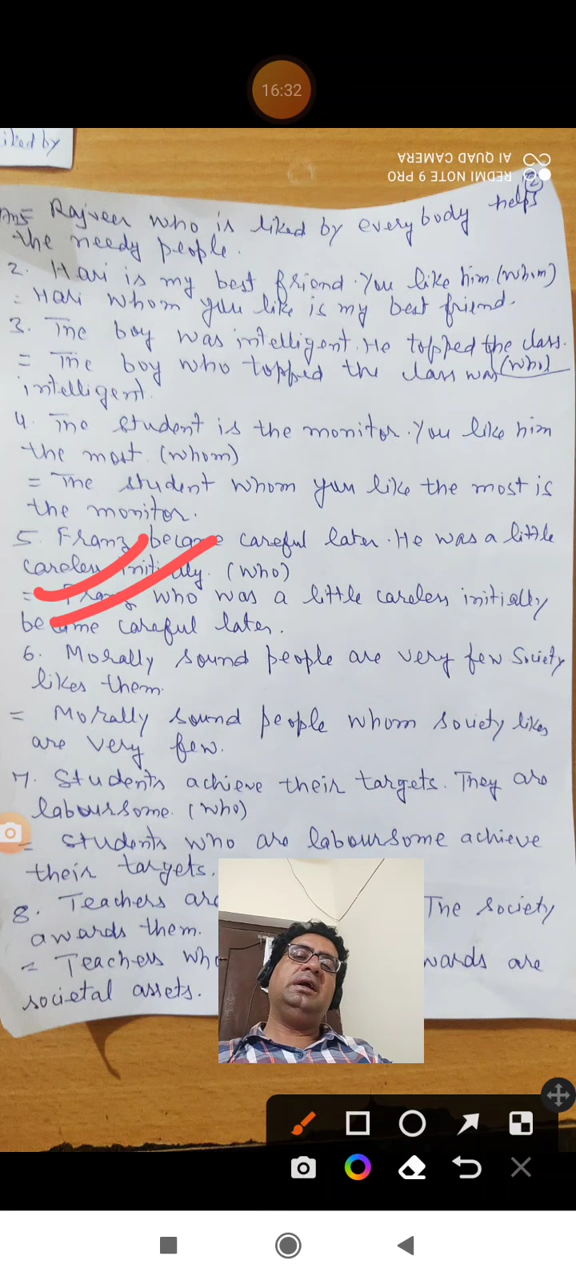 16:32
iked by
REDMI NOTE 9 PRO
AI QUAD CAMERA
2
Ans= Rajveer who is liked by everybody helps
the needy people.
2. Hari is my best friend. You like him (whom)
= Hari whom you like is my best friend.
3. The boy was intelligent. He topped the class.
(who)
= The boy who topped the class was
intelligent.
4. The student is the monitor. You like him
the most. (whom)
= The student whom you like the most is
the monitor.
5. Franz became careful later. He was a little
careless initially. (who)
= Franz who was a little careless initially
became careful later.
6. Morally sound people are very few Society
likes them.
= Morally sound people whom society likes
are very few.
7. Students achieve their targets. They are
laboursome. (who)
= Students who are laboursome achieve
their targets.
8. Teachers are The Society
awards them.
= Teachers who wards are
societal assets.